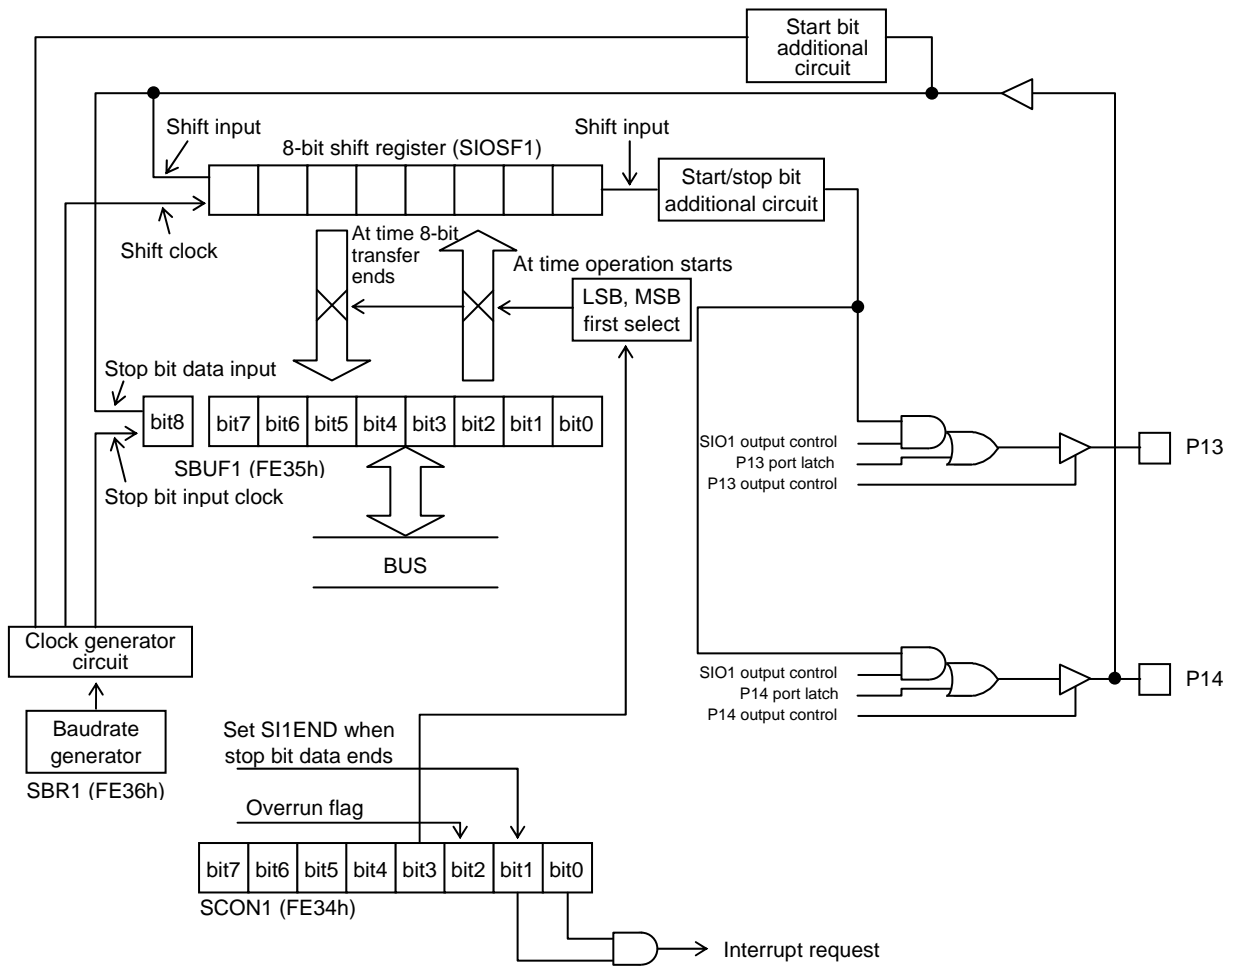 Start bit
additional
circuit
Shift input
Shift input
8-bit shift register (SIOSF1)
Start/stop bit
additional circuit
Shift clock
At time 8-bit
transfer
ends
At time operation starts
LSB, MSB
first select
Stop bit data input
bit8
bit7
bit6
bit5
bit4
bit3
bit2
bit1
bit0
SBUF1 (FE35h)
Stop bit input clock
SIO1 output control
P13 port latch
P13 output control
P13
BUS
Clock generator
circuit
SIO1 output control
P14 port latch
P14 output control
P14
Baudrate
generator
SBR1 (FE36h)
Set SI1END when
stop bit data ends
Overrun flag
bit7
bit6
bit5
bit4
bit3
bit2
bit1
bit0
SCON1 (FE34h)
Interrupt request